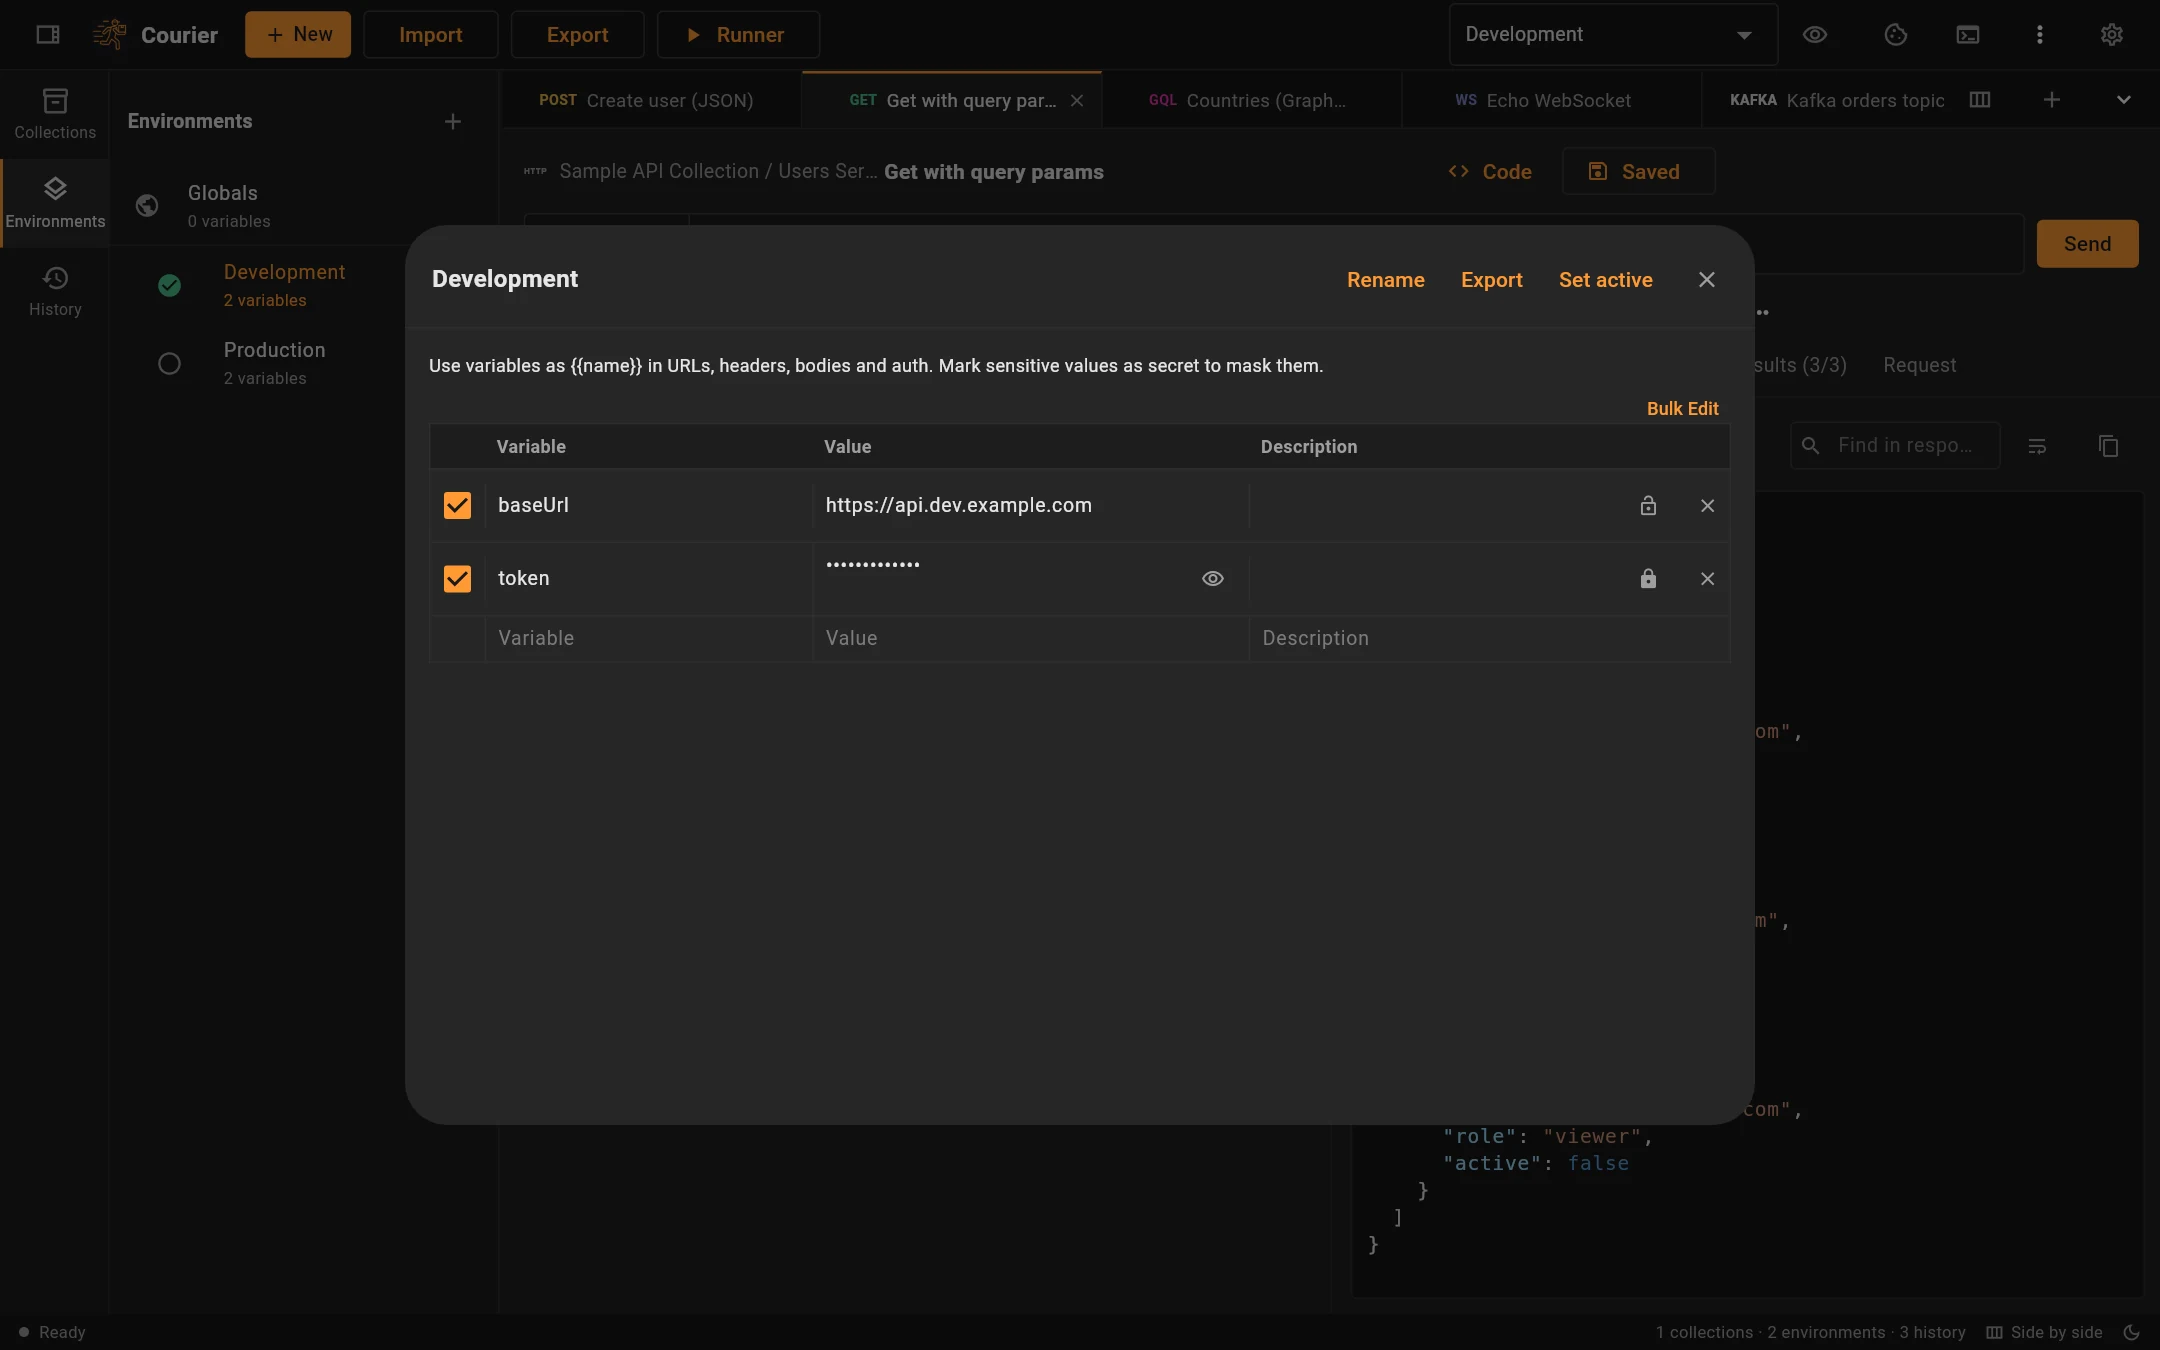 Courier
New
Import
Export
Runner
Development
Collections
Environments
History
Environments
Globals
0 variables
Development
2 variables
Production
2 variables
POST Create user (JSON)
GET Get with query par...
GQL Countries (Graph...
WS Echo WebSocket
KAFKA Kafka orders topic
HTTP Sample API Collection / Users Ser... Get with query params
Code
Saved
Send
sults (3/3)
Request
Find in respo...
Development
Rename
Export
Set active
Use variables as {{name}} in URLs, headers, bodies and auth. Mark sensitive values as secret to mask them.
Bulk Edit
Variable Value Description
baseUrl https://api.dev.example.com
token •••••••••••••
Variable Value Description
om",
m",
com",
"role": "viewer",
"active": false
}
]
}
Ready
1 collections · 2 environments · 3 history
Side by side